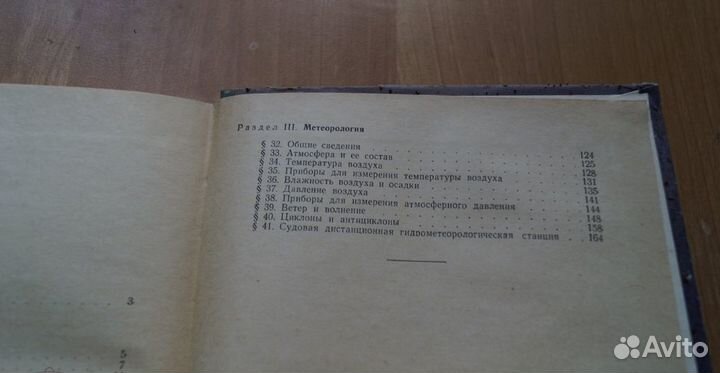 Раздел III. Метеорология
§ 32. Общие сведения . . . 124
§ 33. Атмосфера и ее состав . . . 125
§ 34. Температура воздуха . . . 128
§ 35. Приборы для измерения температуры воздуха . . . 131
§ 36. Влажность воздуха и осадки . . . 135
§ 37. Давление воздуха . . . 141
§ 38. Приборы для измерения атмосферного давления . . . 144
§ 39. Ветер и волнение . . . 148
§ 40. Циклоны и антициклоны . . . 158
§ 41. Судовая дистанционная гидрометеорологическая станция . . . 164
3
5
7
Avito